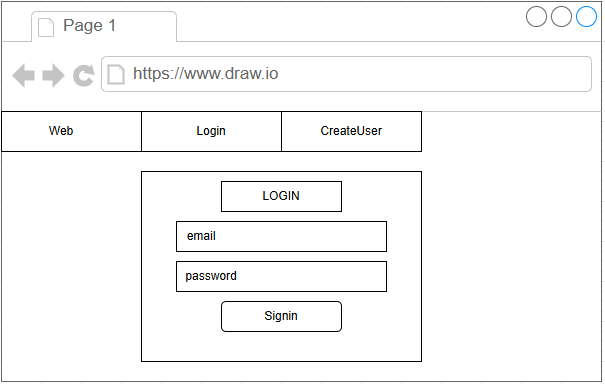 Page 1
https://www.draw.io
Web Login CreateUser
LOGIN
email
password
Signin